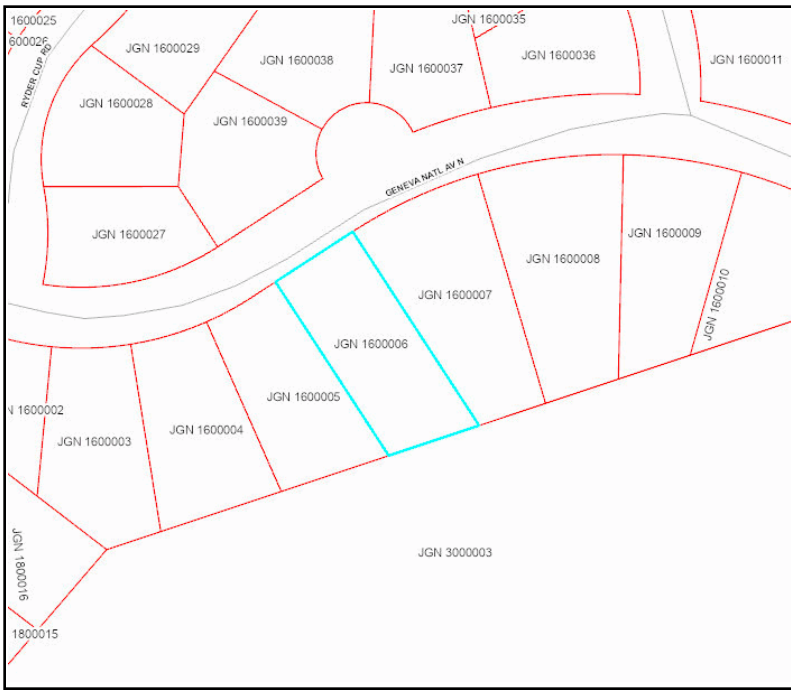 1600025
JGN 1600035
600026
JGN 1600029
JGN 1600038
JGN 1600037
JGN 1600036
JGN 1600011
RYDER CUP RD
JGN 1600028
JGN 1600039
GENEVA NATL AV N
JGN 1600027
JGN 1600009
JGN 1600008
JGN 1600007
JGN 1600010
JGN 1600006
JGN 1600005
N 1600002
JGN 1600003
JGN 1600004
JGN 3000003
JGN 1800016
1800015